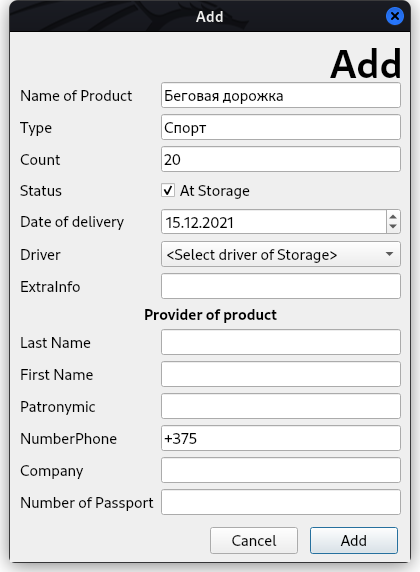 Add
Add
Name of Product Беговая дорожка
Type Спорт
Count 20
Status At Storage
Date of delivery 15.12.2021
Driver <Select driver of Storage>
ExtraInfo
Provider of product
Last Name
First Name
Patronymic
NumberPhone +375
Company
Number of Passport
Cancel Add